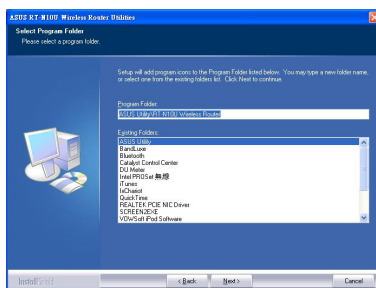 ASUS RT-N10U Wireless Router Utilities
Select Program Folder
Please select a program folder.
Setup will add program icons to the Program Folder listed below. You may type a new folder name, or select one from the existing folders list. Click Next to continue.
Program Folder:
ASUS Utility\RT-N10U Wireless Router
Existing Folders:
ASUS Utility
BandLuxe
Bluetooth
Catalyst Control Center
DU Meter
Intel PROSet 無線
iTunes
IxChariot
QuickTime
REALTEK PCIE NIC Driver
SCREEN2EXE
VOWSoft iPod Software
InstallShield
< Back
Next >
Cancel